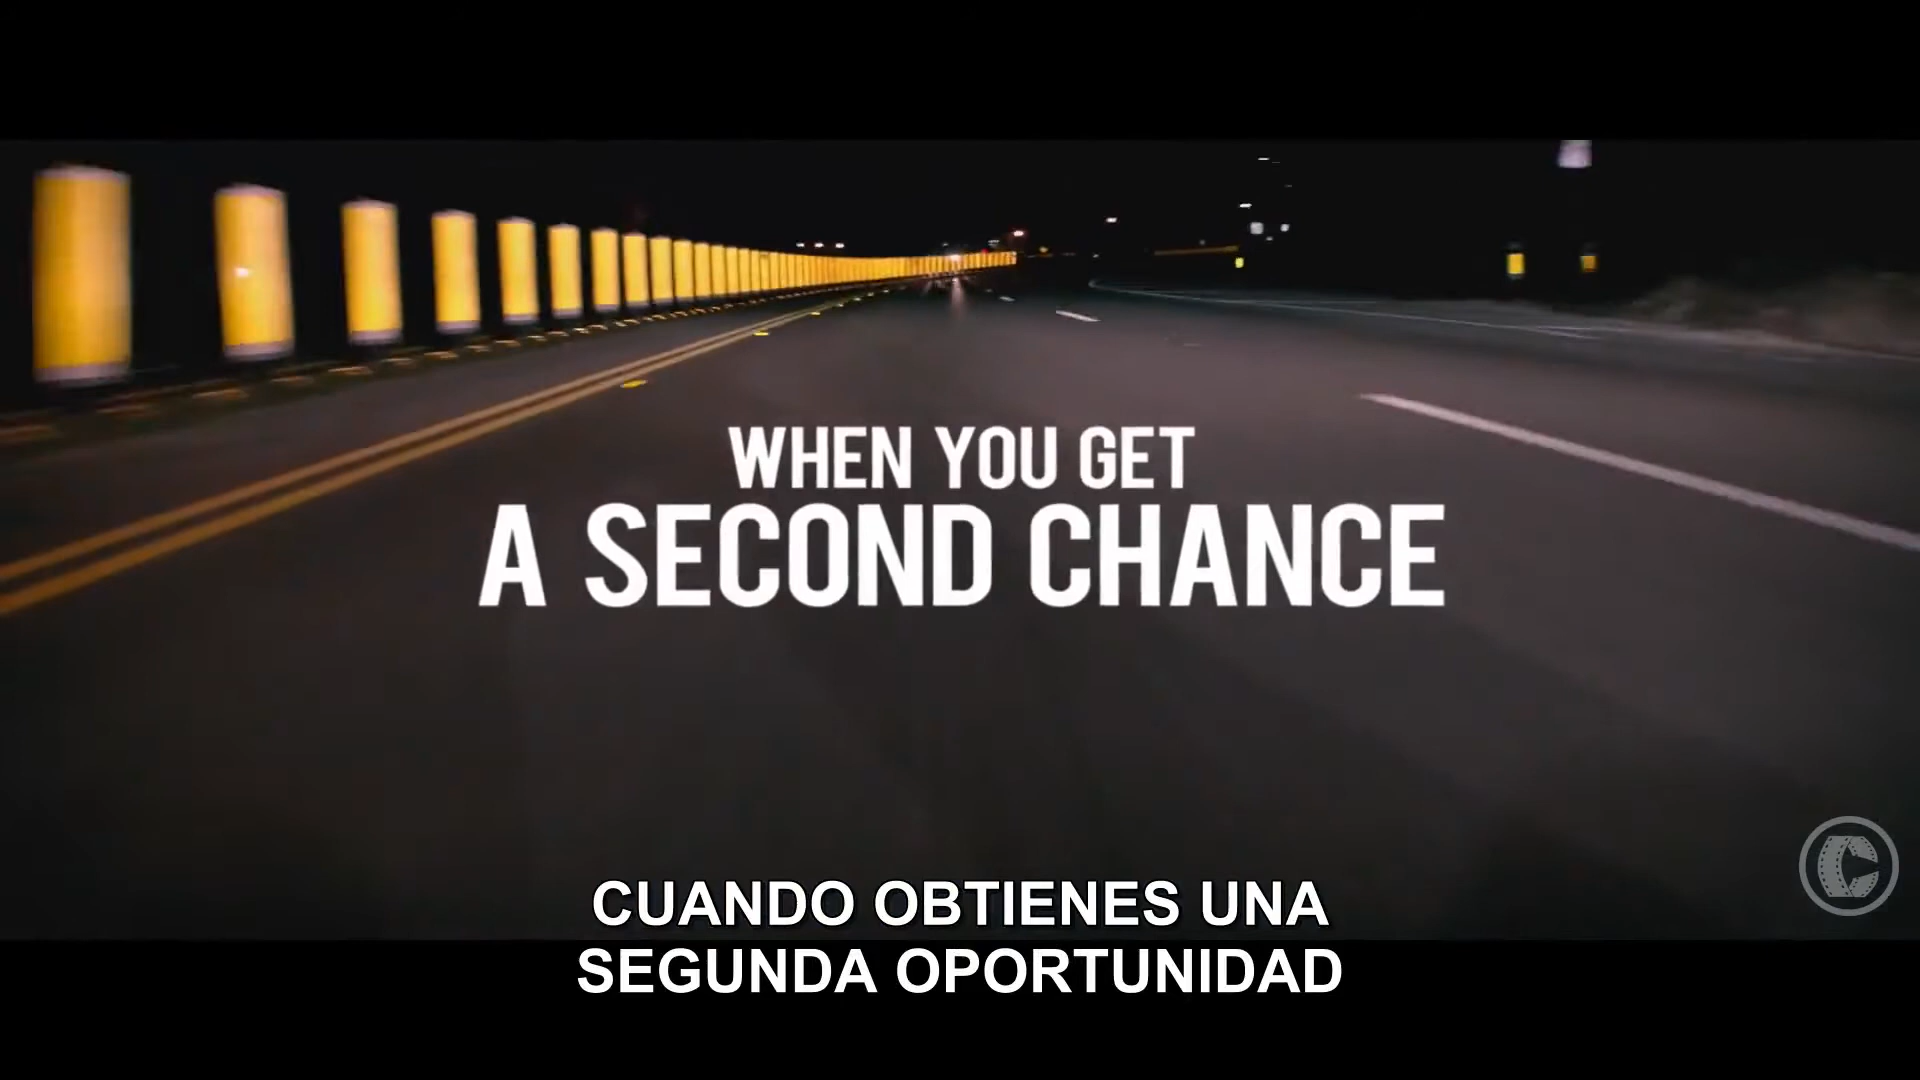 WHEN YOU GET
A SECOND CHANCE
CUANDO OBTIENES UNA
SEGUNDA OPORTUNIDAD